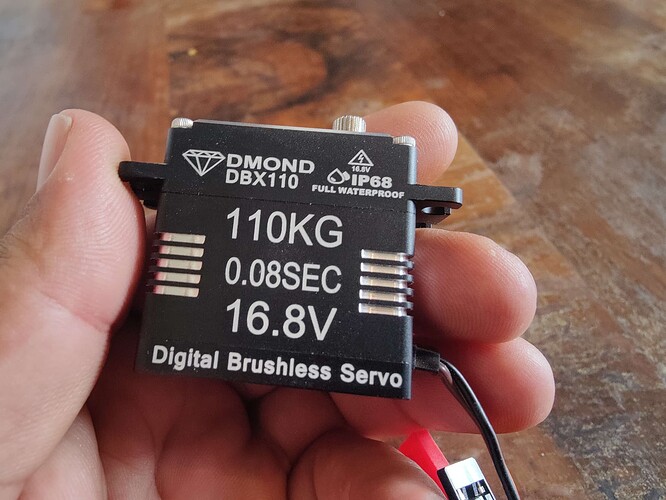 DMOND
DBX110
16.8V
IP68
FULL WATERPROOF
110KG
0.08SEC
16.8V
Digital Brushless Servo